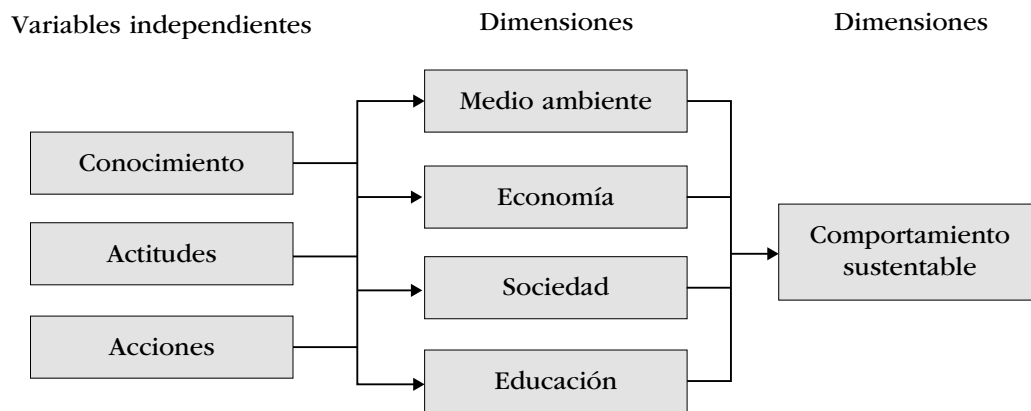 Variables independientes
Dimensiones
Dimensiones
Conocimiento
Actitudes
Acciones
Medio ambiente
Economía
Sociedad
Educación
Comportamiento
sustentable